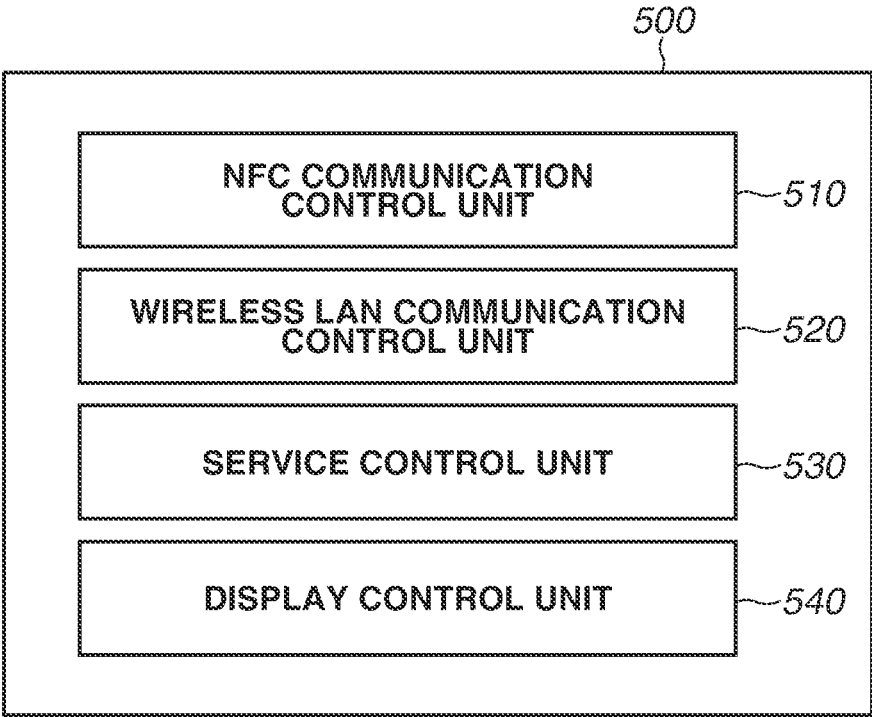 500
NFC COMMUNICATION
CONTROL UNIT
510
WIRELESS LAN COMMUNICATION
CONTROL UNIT
520
SERVICE CONTROL UNIT
530
DISPLAY CONTROL UNIT
540